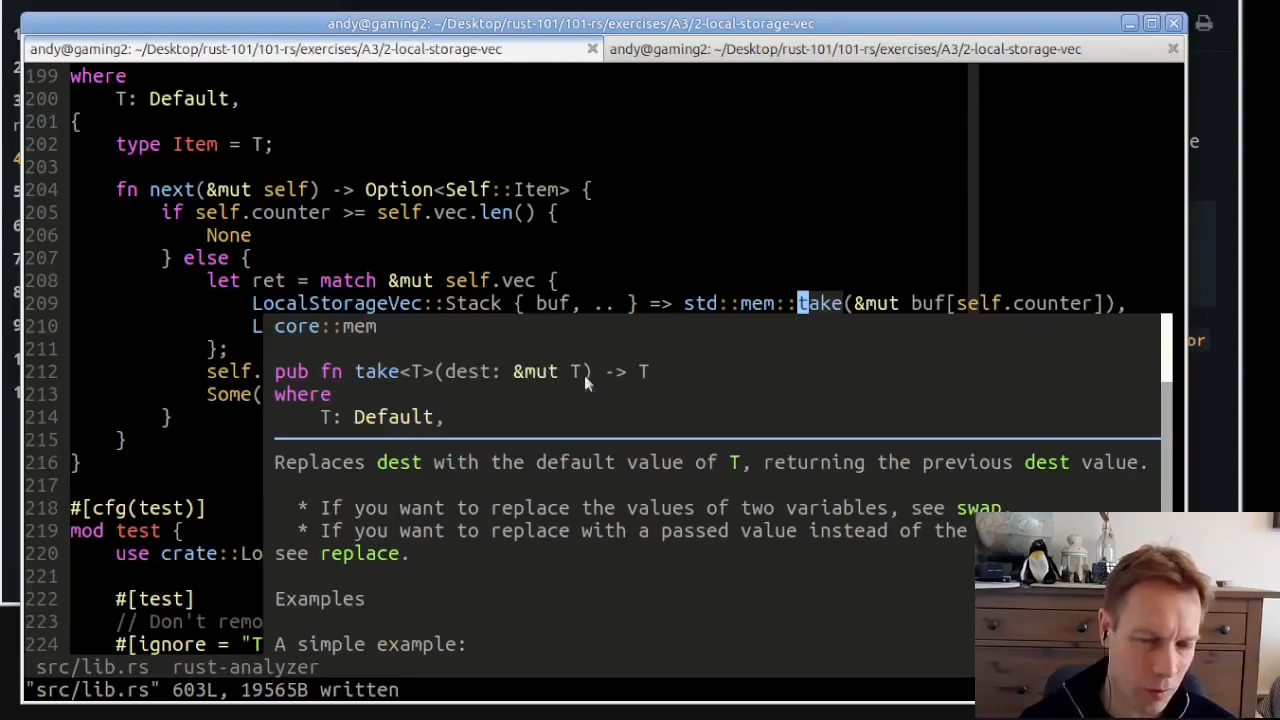 andy@gaming2: ~/Desktop/rust-101/101-rs/exercises/A3/2-local-storage-vec
andy@gaming2: ~/Desktop/rust-101/101-rs/exercises/A3/2-local-storage-vec
andy@gaming2: ~/Desktop/rust-101/101-rs/exercises/A3/2-local-storage-vec
199 where
200     T: Default,
201 {
202     type Item = T;
203
204     fn next(&mut self) -> Option<Self::Item> {
205         if self.counter >= self.vec.len() {
206             None
207         } else {
208             let ret = match &mut self.vec {
209                 LocalStorageVec::Stack { buf, .. } => std::mem::take(&mut buf[self.counter]),
210                 L
core::mem
211             };
212             self.
pub fn take<T>(dest: &mut T) -> T
213             Some(
where
214         }
    T: Default,
215     }
216 }
Replaces dest with the default value of T, returning the previous dest value.
217
218 #[cfg(test)]
  * If you want to replace the values of two variables, see swap.
219 mod test {
  * If you want to replace with a passed value instead of the
220     use crate::Lo
see replace.
221
222     #[test]
Examples
223     // Don't remo
224     #[ignore = "T
A simple example:
src/lib.rs  rust-analyzer
"src/lib.rs" 603L, 19565B written
e
or